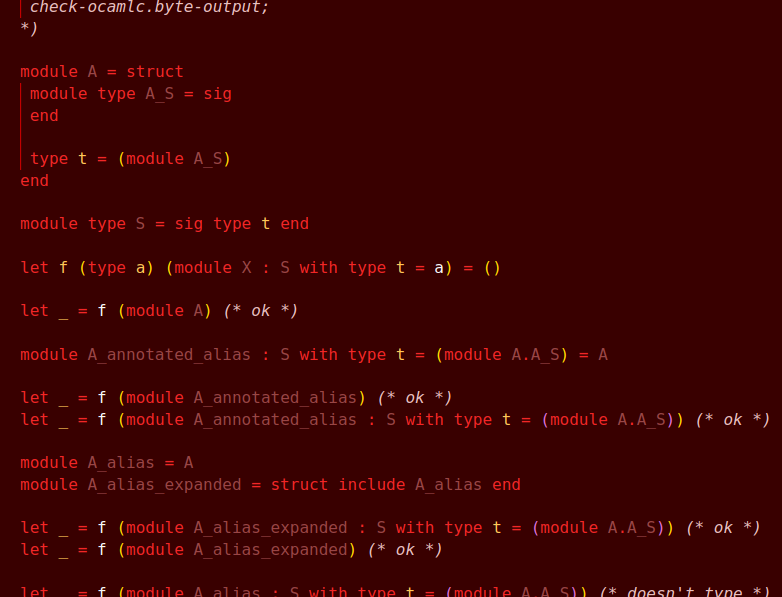 check-ocamlc.byte-output;
*)
module A = struct
module type A_S = sig
end
type t = (module A_S)
end
module type S = sig type t end
let f (type a) (module X : S with type t = a) = ()
let _ = f (module A) (* ok *)
module A_annotated_alias : S with type t = (module A.A_S) = A
let _ = f (module A_annotated_alias) (* ok *)
let _ = f (module A_annotated_alias : S with type t = (module A.A_S)) (* ok *)
module A_alias = A
module A_alias_expanded = struct include A_alias end
let _ = f (module A_alias_expanded : S with type t = (module A.A_S)) (* ok *)
let _ = f (module A_alias_expanded) (* ok *)
let _ = f (module A_alias : S with type t = (module A.A_S)) (* doesn't type *)